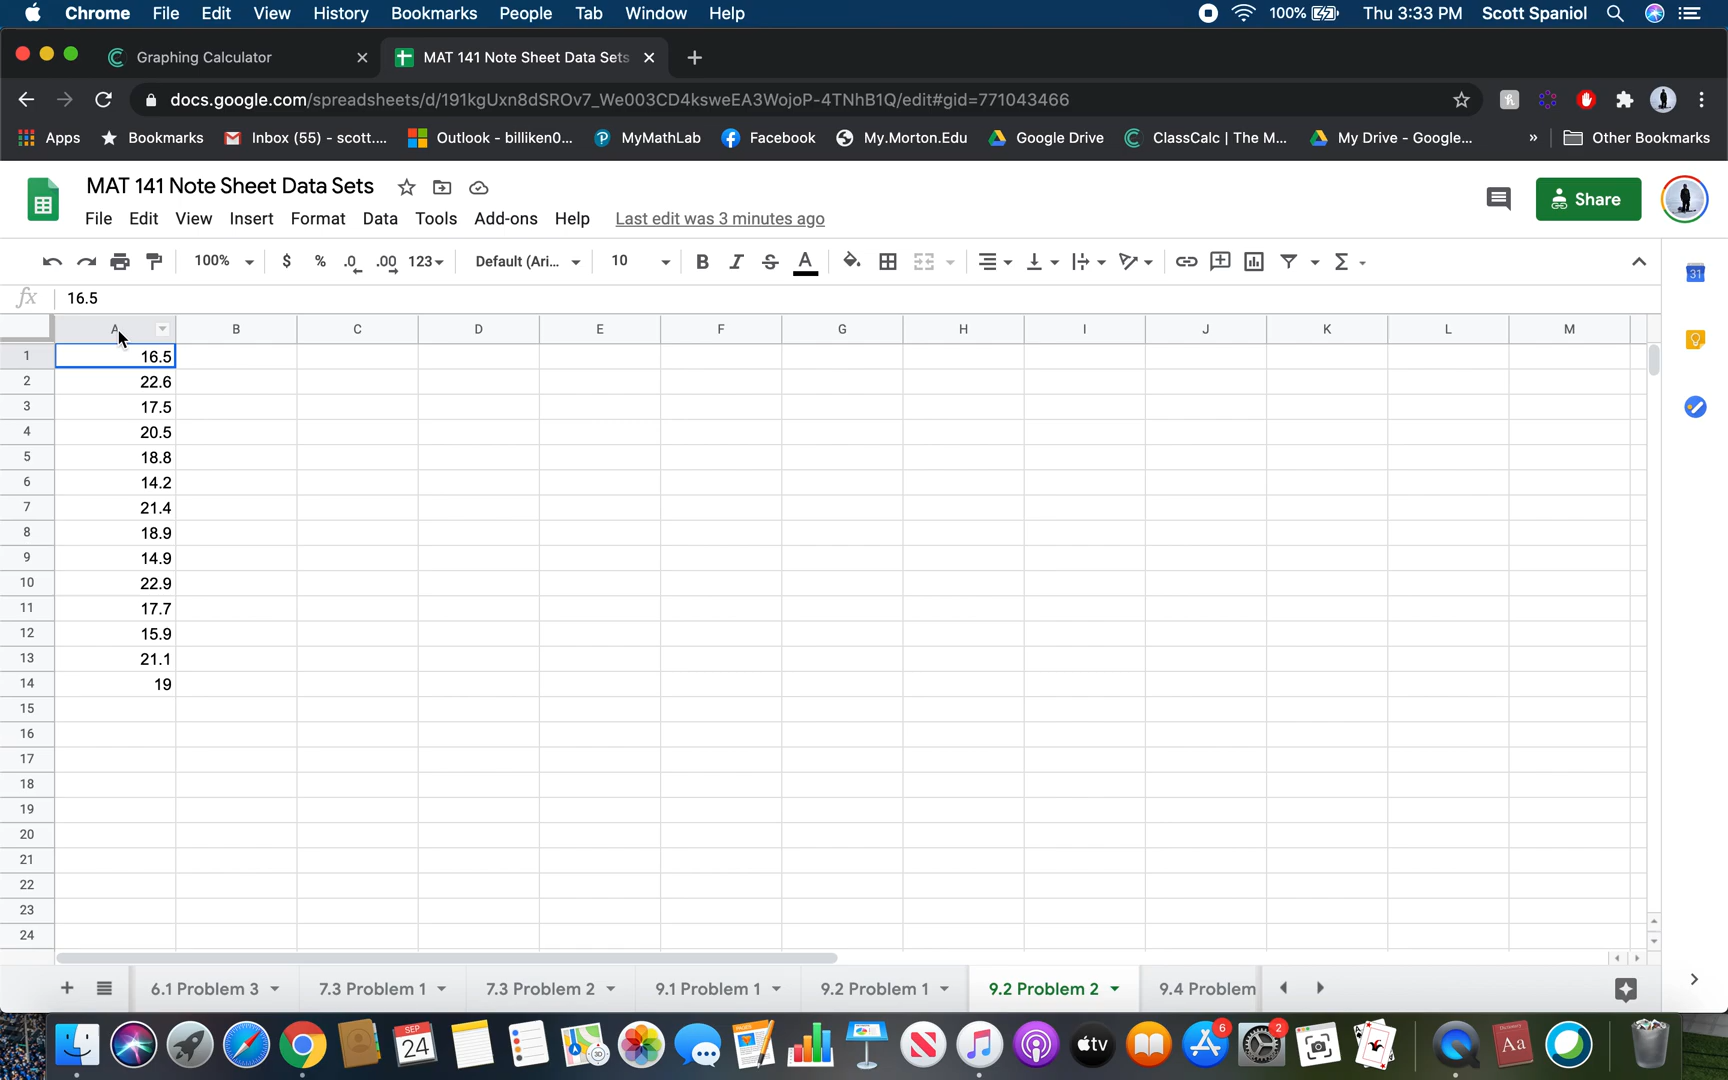 Chrome File Edit View History Bookmarks People Tab Window Help 100% Thu 3:33 PM Scott Spaniol
Graphing Calculator MAT 141 Note Sheet Data Sets
docs.google.com/spreadsheets/d/191kgUxn8dSROv7_We003CD4ksweEA3WojoP-4TNhB1Q/edit#gid=771043466
Apps Bookmarks Inbox (55) - scott.... Outlook - billiken0... MyMathLab Facebook My.Morton.Edu Google Drive ClassCalc | The M... My Drive - Google... » Other Bookmarks
MAT 141 Note Sheet Data Sets
Share
File Edit View Insert Format Data Tools Add-ons Help Last edit was 3 minutes ago
100% $ % .0 .00 123 Default (Ari... 10 B I S A Σ
31
fx 16.5
A B C D E F G H I J K L M
1 16.5
2 22.6
3 17.5
4 20.5
5 18.8
6 14.2
7 21.4
8 18.9
9 14.9
10 22.9
11 17.7
12 15.9
13 21.1
14 19
15
16
17
18
19
20
21
22
23
24
6.1 Problem 3 7.3 Problem 1 7.3 Problem 2 9.1 Problem 1 9.2 Problem 1 9.2 Problem 2 9.4 Problem
SEP
24 3D tv 6 2 Aa